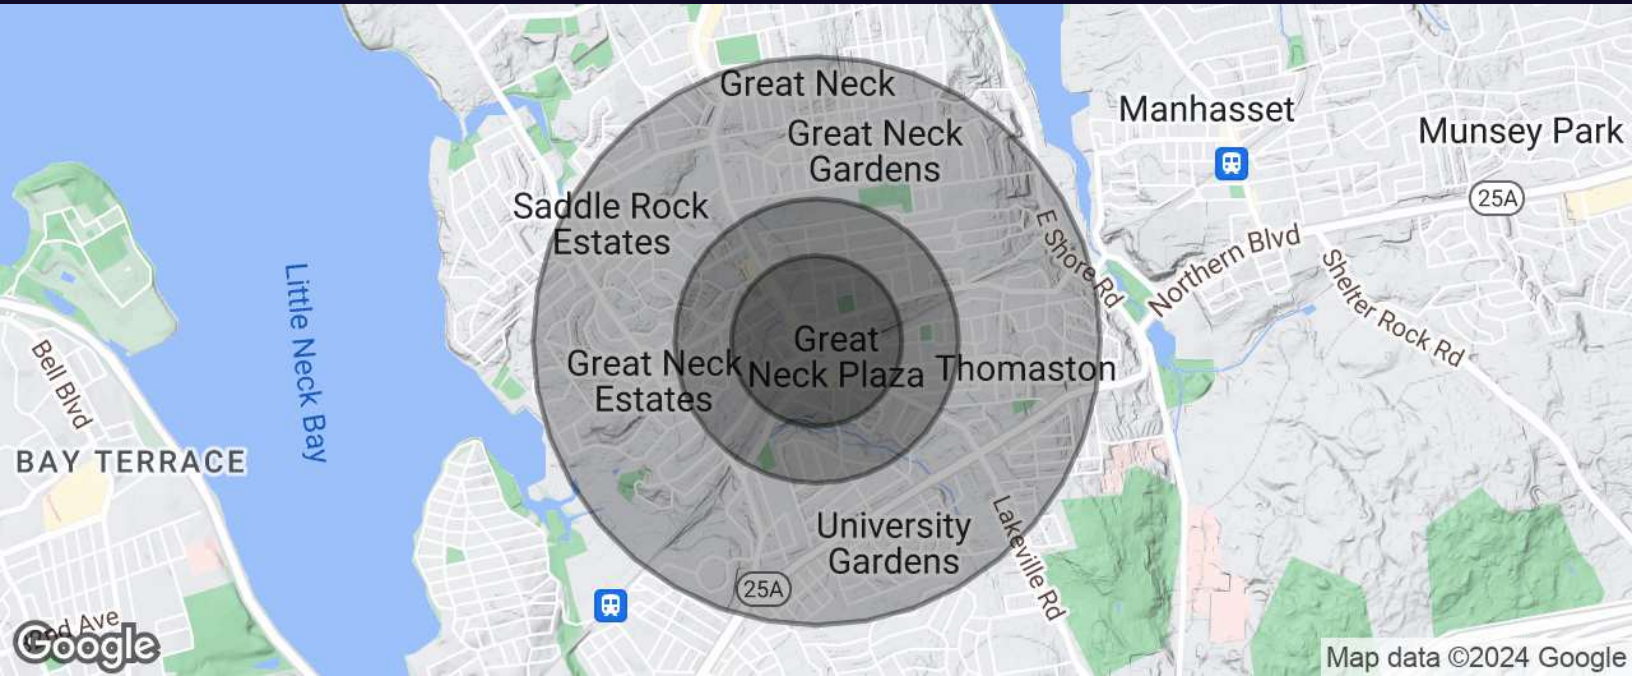 Great Neck
Great Neck
Gardens
Manhasset
Munsey Park
25A
Saddle Rock
Estates
E Shore Rd
Northern Blvd
Shelter Rock Rd
Little Neck Bay
Bell Blvd
Great
Neck Plaza
Great Neck
Estates
Thomaston
BAY TERRACE
University
Gardens
Lakeville Rd
25A
Ave
Google
Map data ©2024 Google